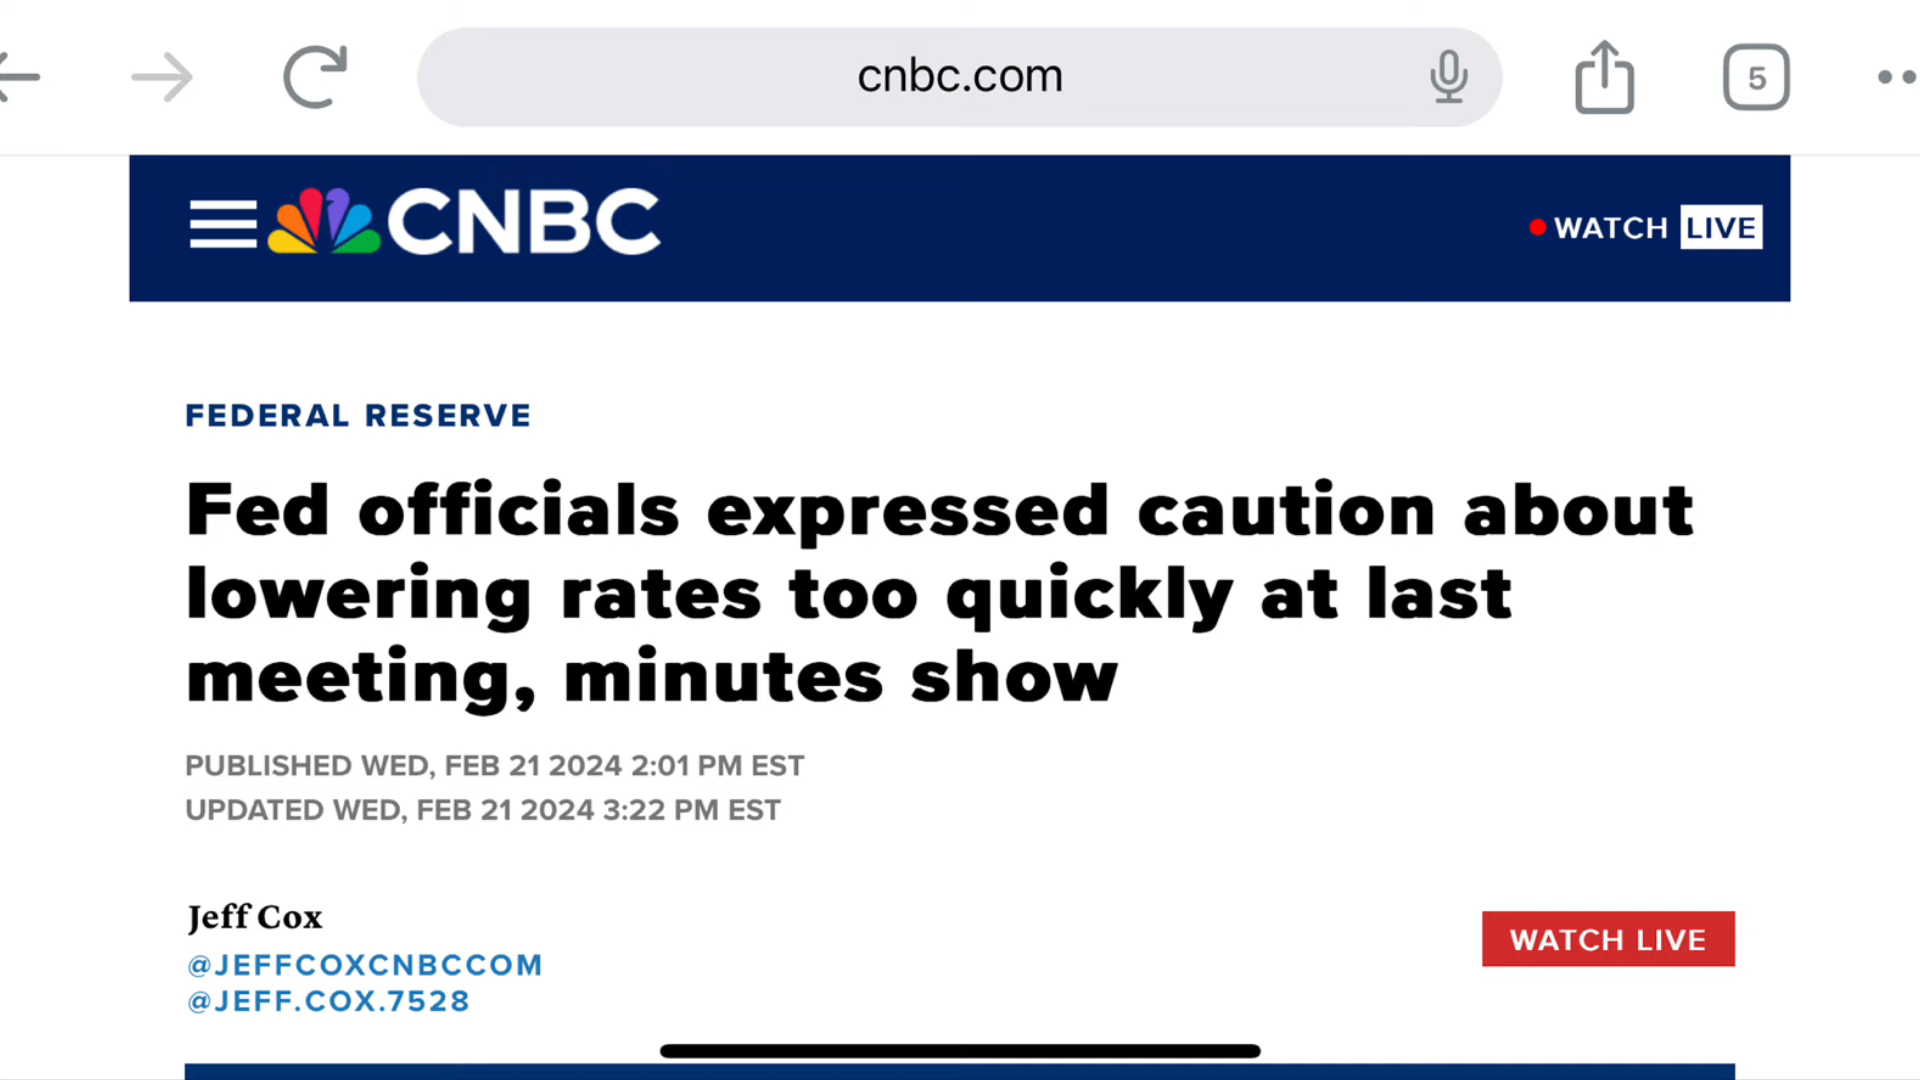 cnbc.com
5
CNBC
WATCH LIVE
FEDERAL RESERVE
Fed officials expressed caution about
lowering rates too quickly at last
meeting, minutes show
PUBLISHED WED, FEB 21 2024 2:01 PM EST
UPDATED WED, FEB 21 2024 3:22 PM EST
Jeff Cox
@JEFFCOXCNBCCOM
@JEFF.COX.7528
WATCH LIVE